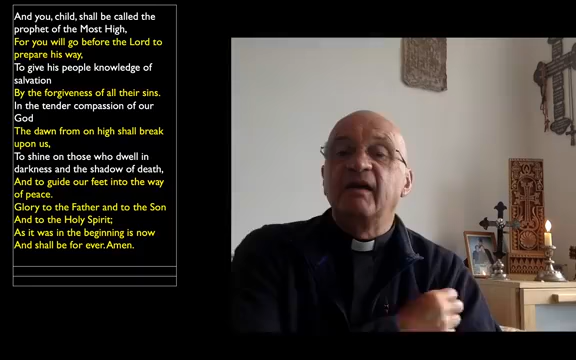 And you, child, shall be called the
prophet of the Most High,
For you will go before the Lord to
prepare his way,
To give his people knowledge of
salvation
By the forgiveness of all their sins.
In the tender compassion of our
God
The dawn from on high shall break
upon us,
To shine on those who dwell in
darkness and the shadow of death,
And to guide our feet into the way
of peace.
Glory to the Father and to the Son
And to the Holy Spirit;
As it was in the beginning is now
And shall be for ever. Amen.